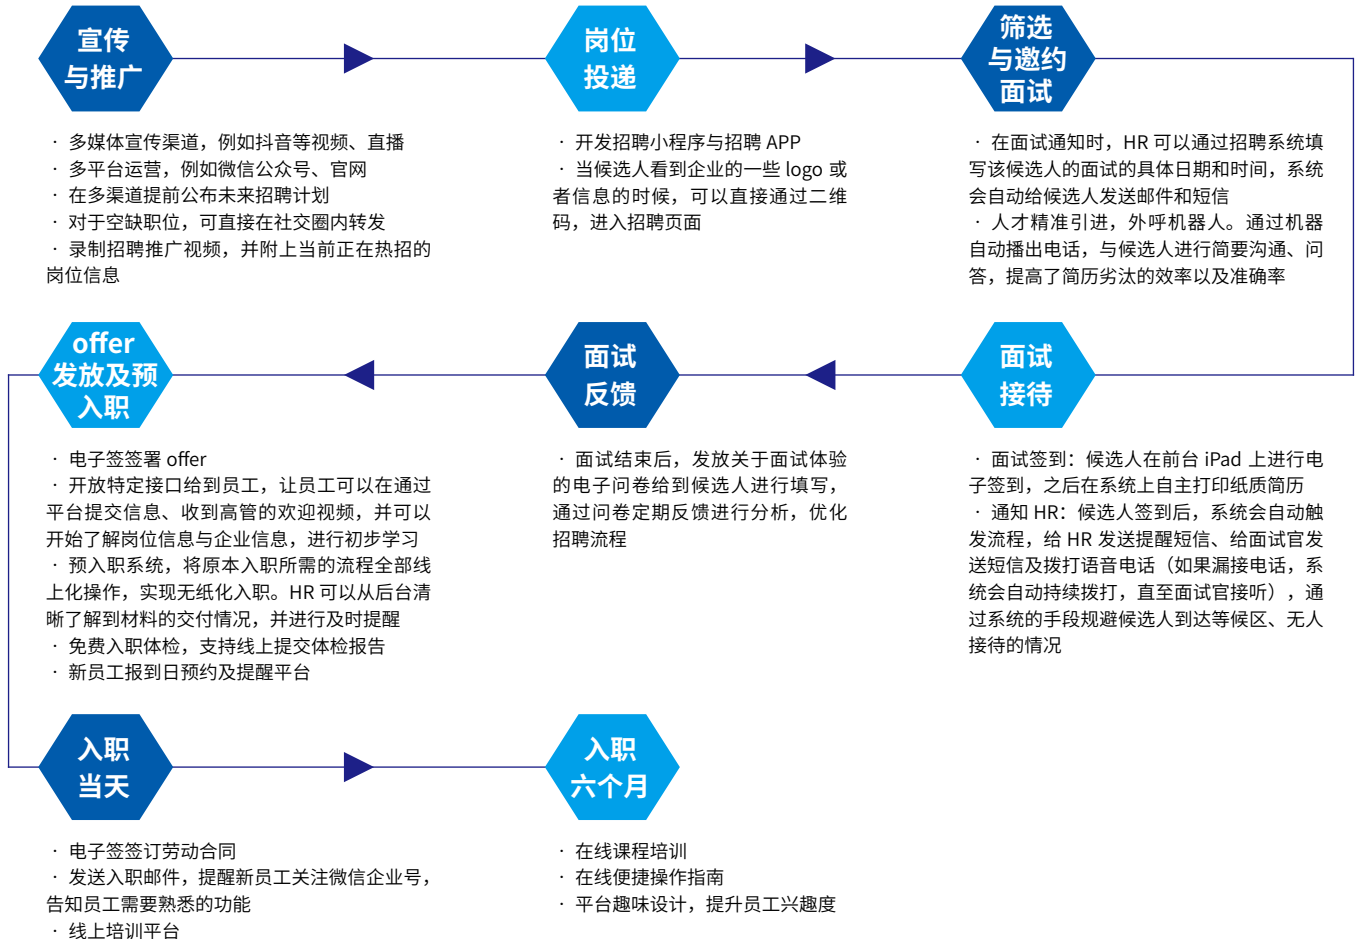 宣传
与推广
· 多媒体宣传渠道，例如抖音等视频、直播
· 多平台运营，例如微信公众号、官网
· 在多渠道提前公布未来招聘计划
· 对于空缺职位，可直接在社交圈内转发
· 录制招聘推广视频，并附上当前正在热招的
岗位信息
岗位
投递
· 开发招聘小程序与招聘 APP
· 当候选人看到企业的一些 logo 或
者信息的时候，可以直接通过二维
码，进入招聘页面
筛选
与邀约
面试
· 在面试通知时，HR 可以通过招聘系统填
写该候选人的面试的具体日期和时间，系统
会自动给候选人发送邮件和短信
· 人才精准引进，外呼机器人。通过机器
自动播出电话，与候选人进行简要沟通、问
答，提高了简历劣汰的效率以及准确率
面试
接待
· 面试签到：候选人在前台 iPad 上进行电
子签到，之后在系统上自主打印纸质简历
· 通知 HR：候选人签到后，系统会自动触
发流程，给 HR 发送提醒短信、给面试官发
送短信及拨打语音电话（如果漏接电话，系
统会自动持续拨打，直至面试官接听），通
过系统的手段规避候选人到达等候区、无人
接待的情况
面试
反馈
· 面试结束后，发放关于面试体验
的电子问卷给到候选人进行填写，
通过问卷定期反馈进行分析，优化
招聘流程
offer
发放及预
入职
· 电子签签署 offer
· 开放特定接口给到员工，让员工可以在通过
平台提交信息、收到高管的欢迎视频，并可以
开始了解岗位信息与企业信息，进行初步学习
· 预入职系统，将原本入职所需的流程全部线
上化操作，实现无纸化入职。HR 可以从后台清
晰了解到材料的交付情况，并进行及时提醒
· 免费入职体检，支持线上提交体检报告
· 新员工报到日预约及提醒平台
入职
当天
· 电子签签订劳动合同
· 发送入职邮件，提醒新员工关注微信企业号，
告知员工需要熟悉的功能
· 线上培训平台
入职
六个月
· 在线课程培训
· 在线便捷操作指南
· 平台趣味设计，提升员工兴趣度